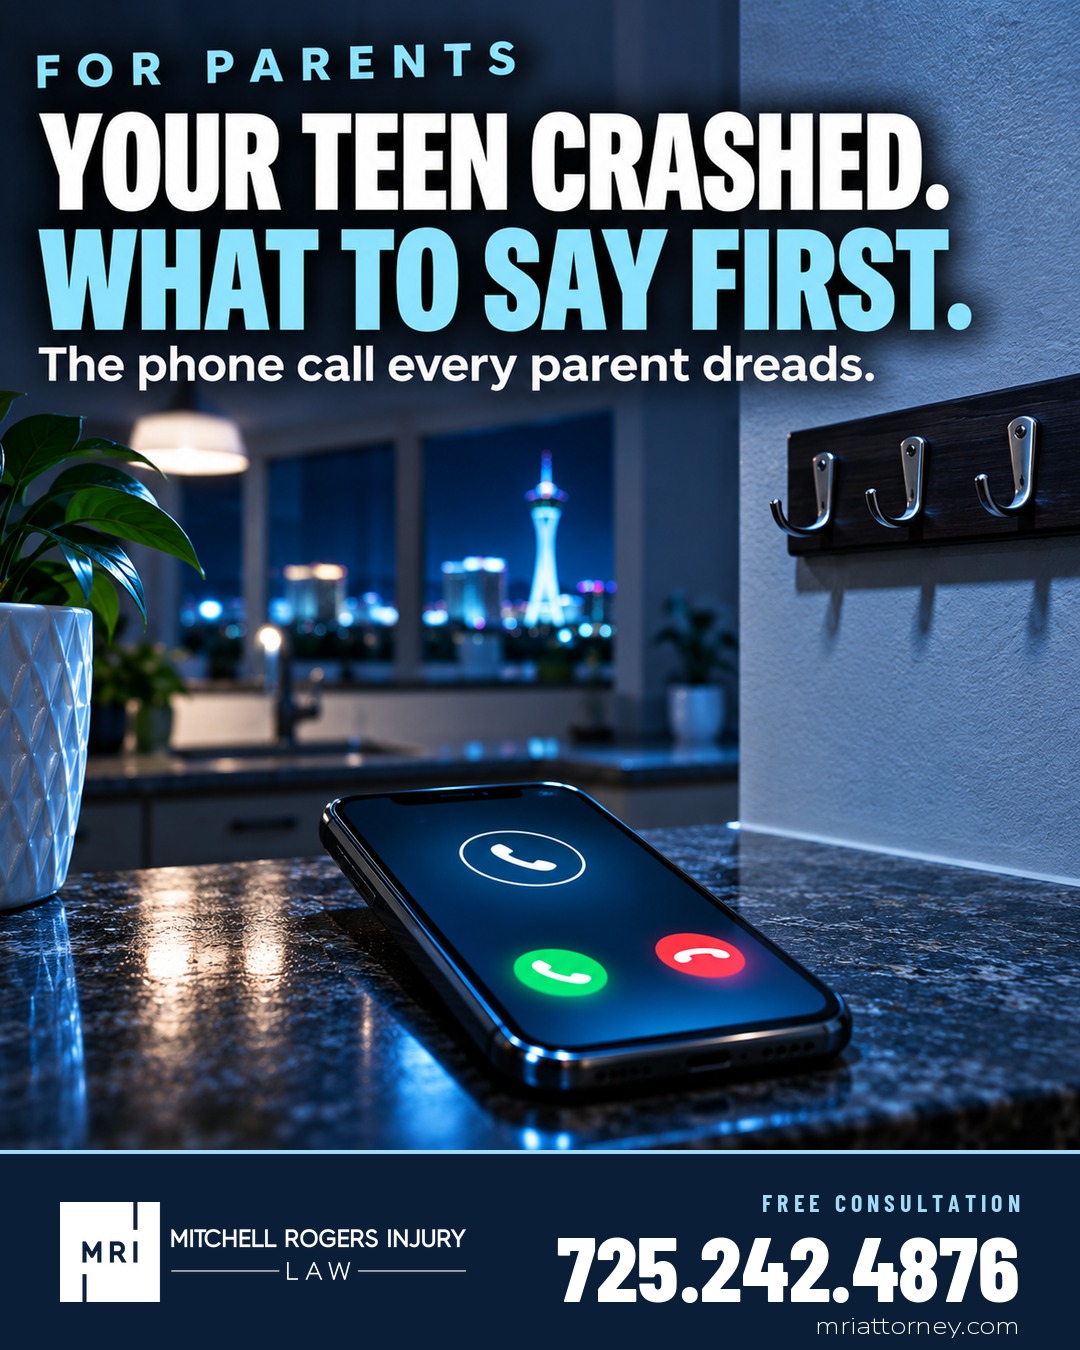 FOR PARENTS
YOUR TEEN CRASHED.
WHAT TO SAY FIRST.
The phone call every parent dreads.
MRI
MITCHELL ROGERS INJURY
LAW
FREE CONSULTATION
725.242.4876
mriattorney.com